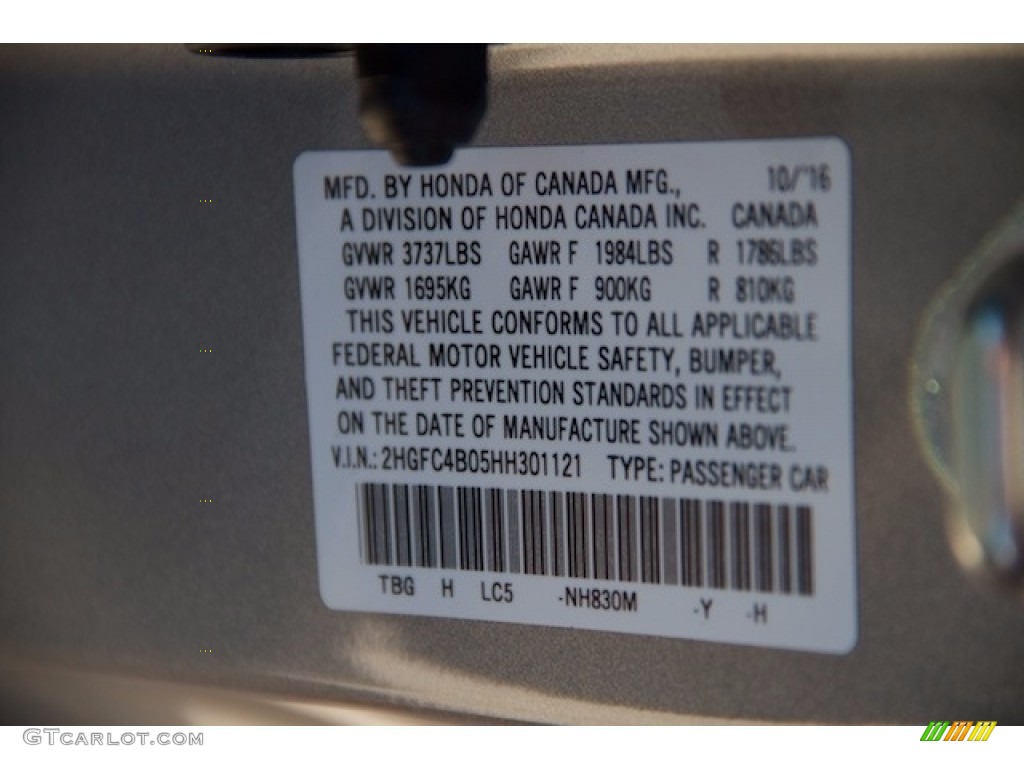 MFD. BY HONDA OF CANADA MFG., 10/'16
A DIVISION OF HONDA CANADA INC. CANADA
GVWR 3737LBS GAWR F 1984LBS R 1786LBS
GVWR 1695KG GAWR F 900KG R 810KG
THIS VEHICLE CONFORMS TO ALL APPLICABLE
FEDERAL MOTOR VEHICLE SAFETY, BUMPER,
AND THEFT PREVENTION STANDARDS IN EFFECT
ON THE DATE OF MANUFACTURE SHOWN ABOVE.
V.I.N.: 2HGFC4B05HH301121 TYPE: PASSENGER CAR
TBG H LC5 -NH830M -Y -H
GTCARLOT.COM